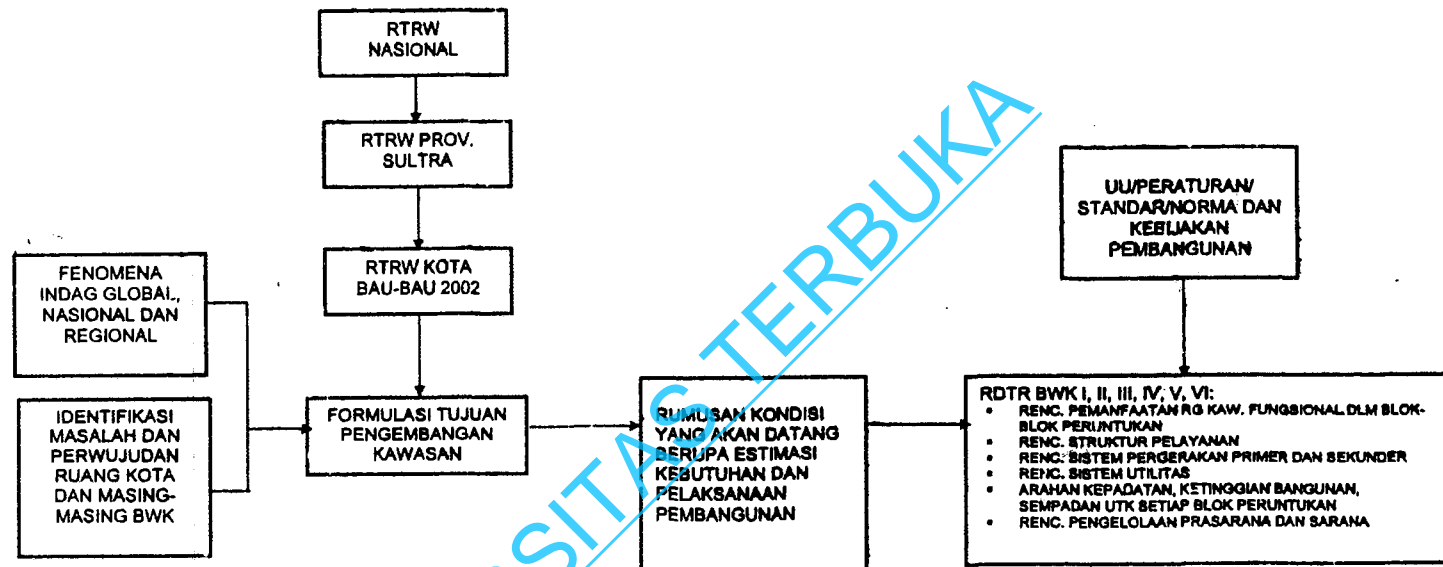 RTRW
NASIONAL
RTRW PROV.
SULTRA
RTRW KOTA
BAU-BAU 2002
FENOMENA
INDAG GLOBAL,
NASIONAL DAN
REGIONAL
IDENTIFIKASI
MASALAH DAN
PERWUJUDAN
RUANG KOTA
DAN MASING-
MASING BWK
FORMULASI TUJUAN
PENGEMBANGAN
KAWASAN
RUMUSAN KONDISI
YANG AKAN DATANG
BERUPA ESTIMASI
KEBUTUHAN DAN
PELAKSANAAN
PEMBANGUNAN
UU/PERATURAN/
STANDAR/NORMA DAN
KEBIJAKAN
PEMBANGUNAN
RDTR BWK I, II, III, IV, V, VI:
• RENC. PEMANFAATAN RG KAW. FUNGSIONAL DLM BLOK-
BLOK PERUNTUKAN
• RENC. STRUKTUR PELAYANAN
• RENC. SISTEM PERGERAKAN PRIMER DAN SEKUNDER
• RENC. SISTEM UTILITAS
• ARAHAN KEPADATAN, KETINGGIAN BANGUNAN,
SEMPADAN UTK SETIAP BLOK PERUNTUKAN
• RENC. PENGELOLAAN PRASARANA DAN SARANA
SITAS TERBUKA